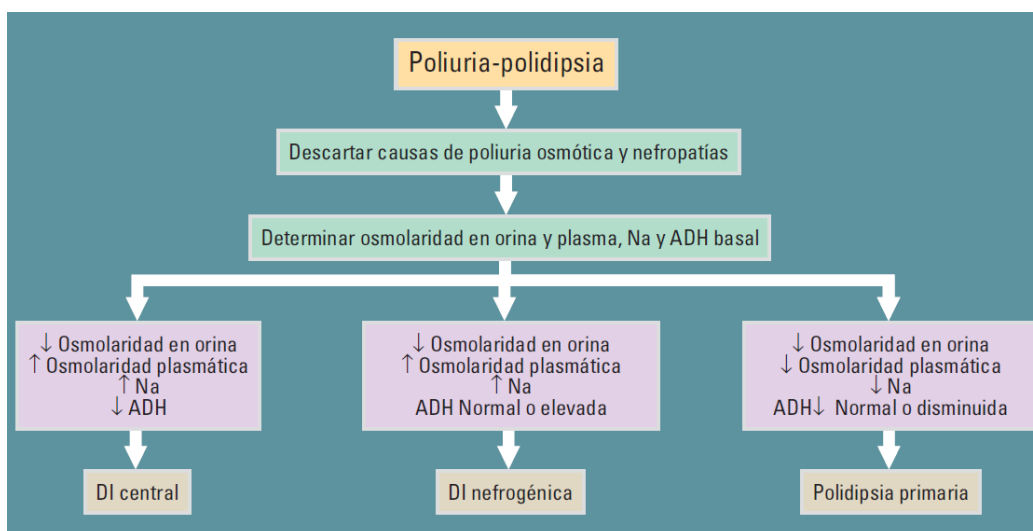 Poliuria-polidipsia
Descartar causas de poliuria osmótica y nefropatías
Determinar osmolaridad en orina y plasma, Na y ADH basal
↓ Osmolaridad en orina
↑ Osmolaridad plasmática
↑ Na
↓ ADH
↓ Osmolaridad en orina
↑ Osmolaridad plasmática
↑ Na
ADH Normal o elevada
↓ Osmolaridad en orina
↓ Osmolaridad plasmática
↓ Na
ADH↓ Normal o disminuida
DI central
DI nefrogénica
Polidipsia primaria